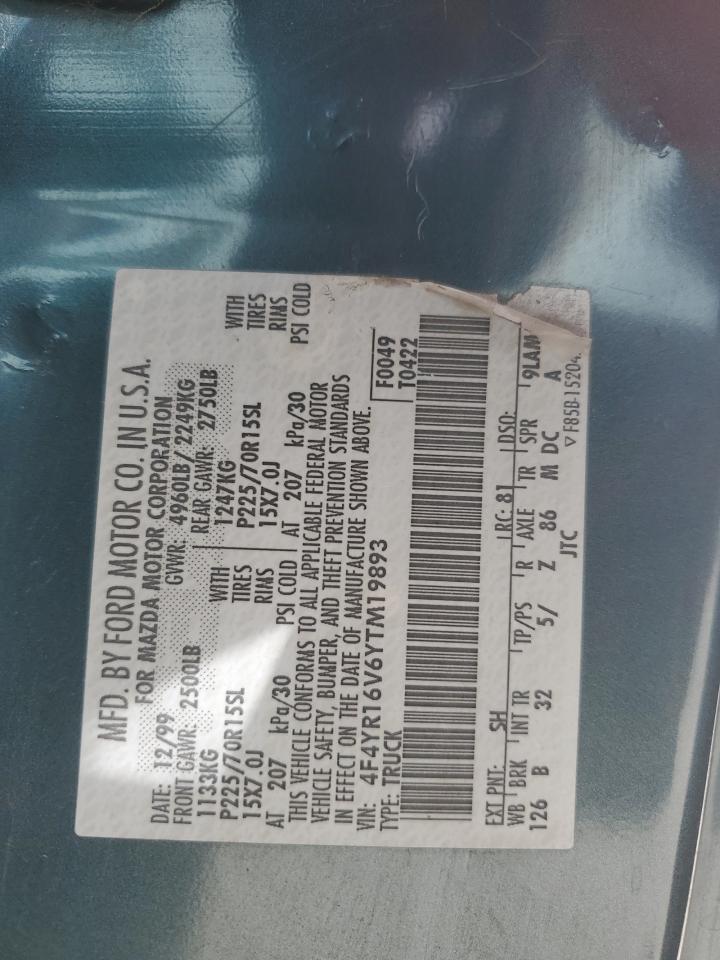 MFD. BY FORD MOTOR CO. IN U.S.A.
FOR MAZDA MOTOR CORPORATION
DATE: 12/99 GVWR: 4960LB / 2249KG
FRONT GAWR: 2500LB REAR GAWR: 2750LB
1133KG WITH 1247KG WITH
P225/70R15SL TIRES P225/70R15SL TIRES
15X7.0J RIMS 15X7.0J RIMS
AT 207 kPa/30 PSI COLD AT 207 kPa/30 PSI COLD
THIS VEHICLE CONFORMS TO ALL APPLICABLE FEDERAL MOTOR
VEHICLE SAFETY, BUMPER, AND THEFT PREVENTION STANDARDS
IN EFFECT ON THE DATE OF MANUFACTURE SHOWN ABOVE.
VIN: 4F4YR16V6YTM19893 F0049
TYPE: TRUCK T0422
EXT PNT: SH RC: 81 DSO:
WB BRK INT TR TP/PS R AXLE TR SPR 9LAM
126 B 32 5/ Z 86 M DC A
JTC ▽ F85B-15204